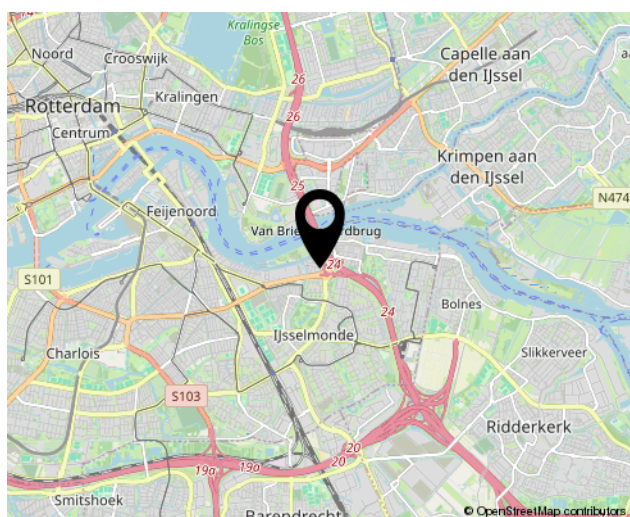 Kralingse
Bos
Noord
Crooswijk
Capelle aan
den IJssel
26
26
Rotterdam
Kralingen
Centrum
Krimpen aan
den IJssel
25
N474
Feijenoord
24
S101
24
Bolnes
IJsselmonde
Charlois
Slikkerveer
S103
Ridderkerk
20
20
19a
19a
Smitshoek
Barendrecht
© OpenStreetMap contributors